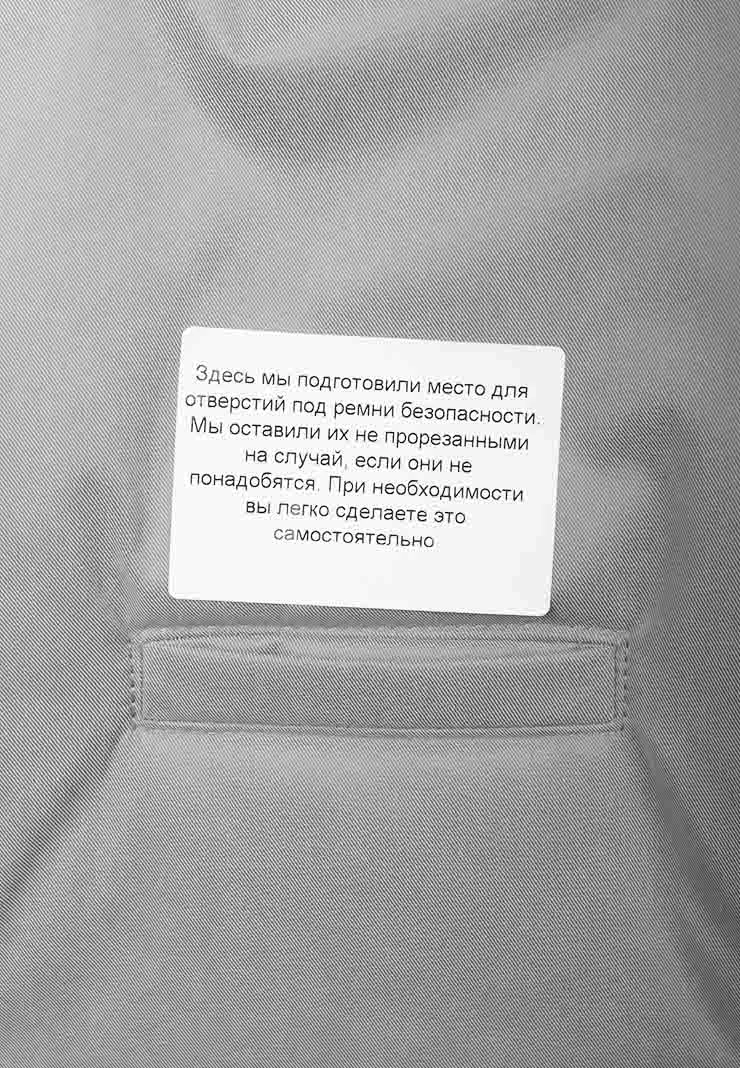 Здесь мы подготовили место для
отверстий под ремни безопасности.
Мы оставили их не прорезанными
на случай, если они не
понадобятся. При необходимости
вы легко сделаете это
самостоятельно